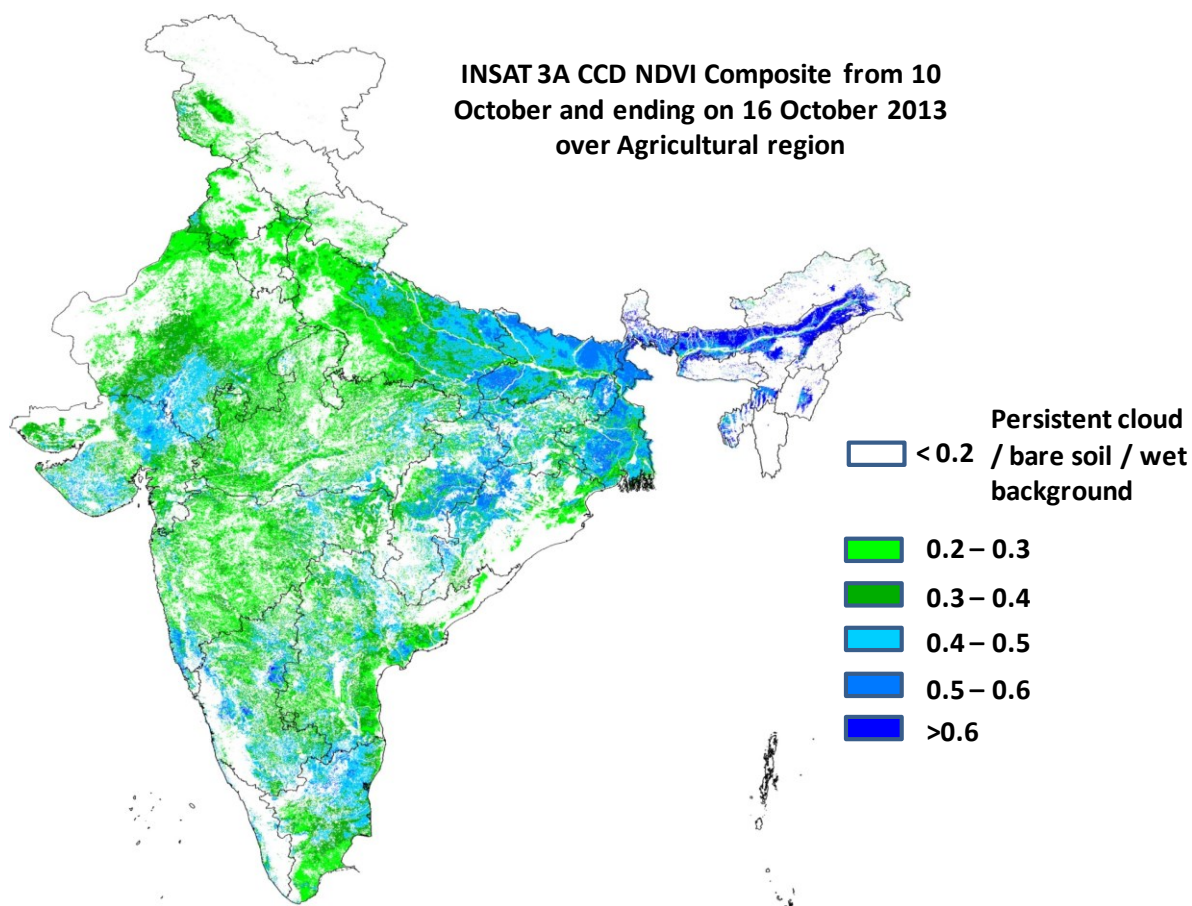 INSAT 3A CCD NDVI Composite from 10
October and ending on 16 October 2013
over Agricultural region
< 0.2
Persistent cloud
/ bare soil / wet
background
0.2 – 0.3
0.3 – 0.4
0.4 – 0.5
0.5 – 0.6
>0.6